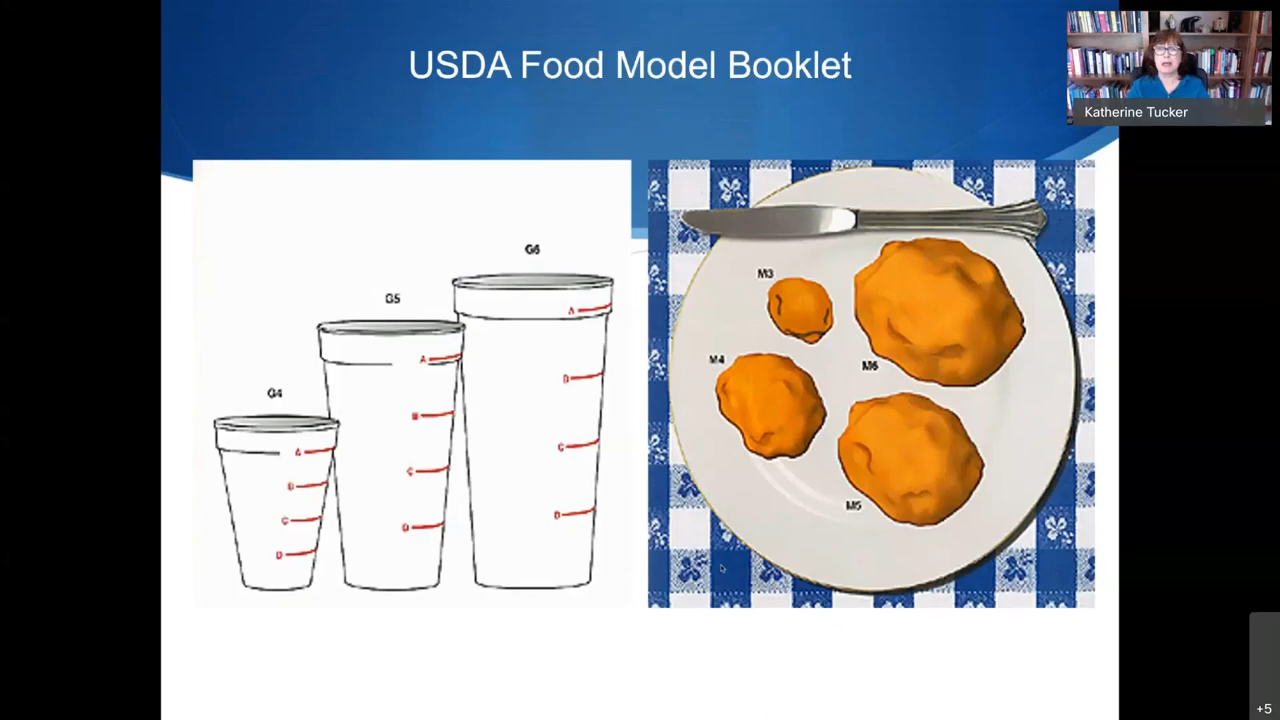 USDA Food Model Booklet
Katherine Tucker
G6
A
B
C
D
G5
A
B
C
D
G4
A
B
C
D
M3
M6
M4
M5
+5